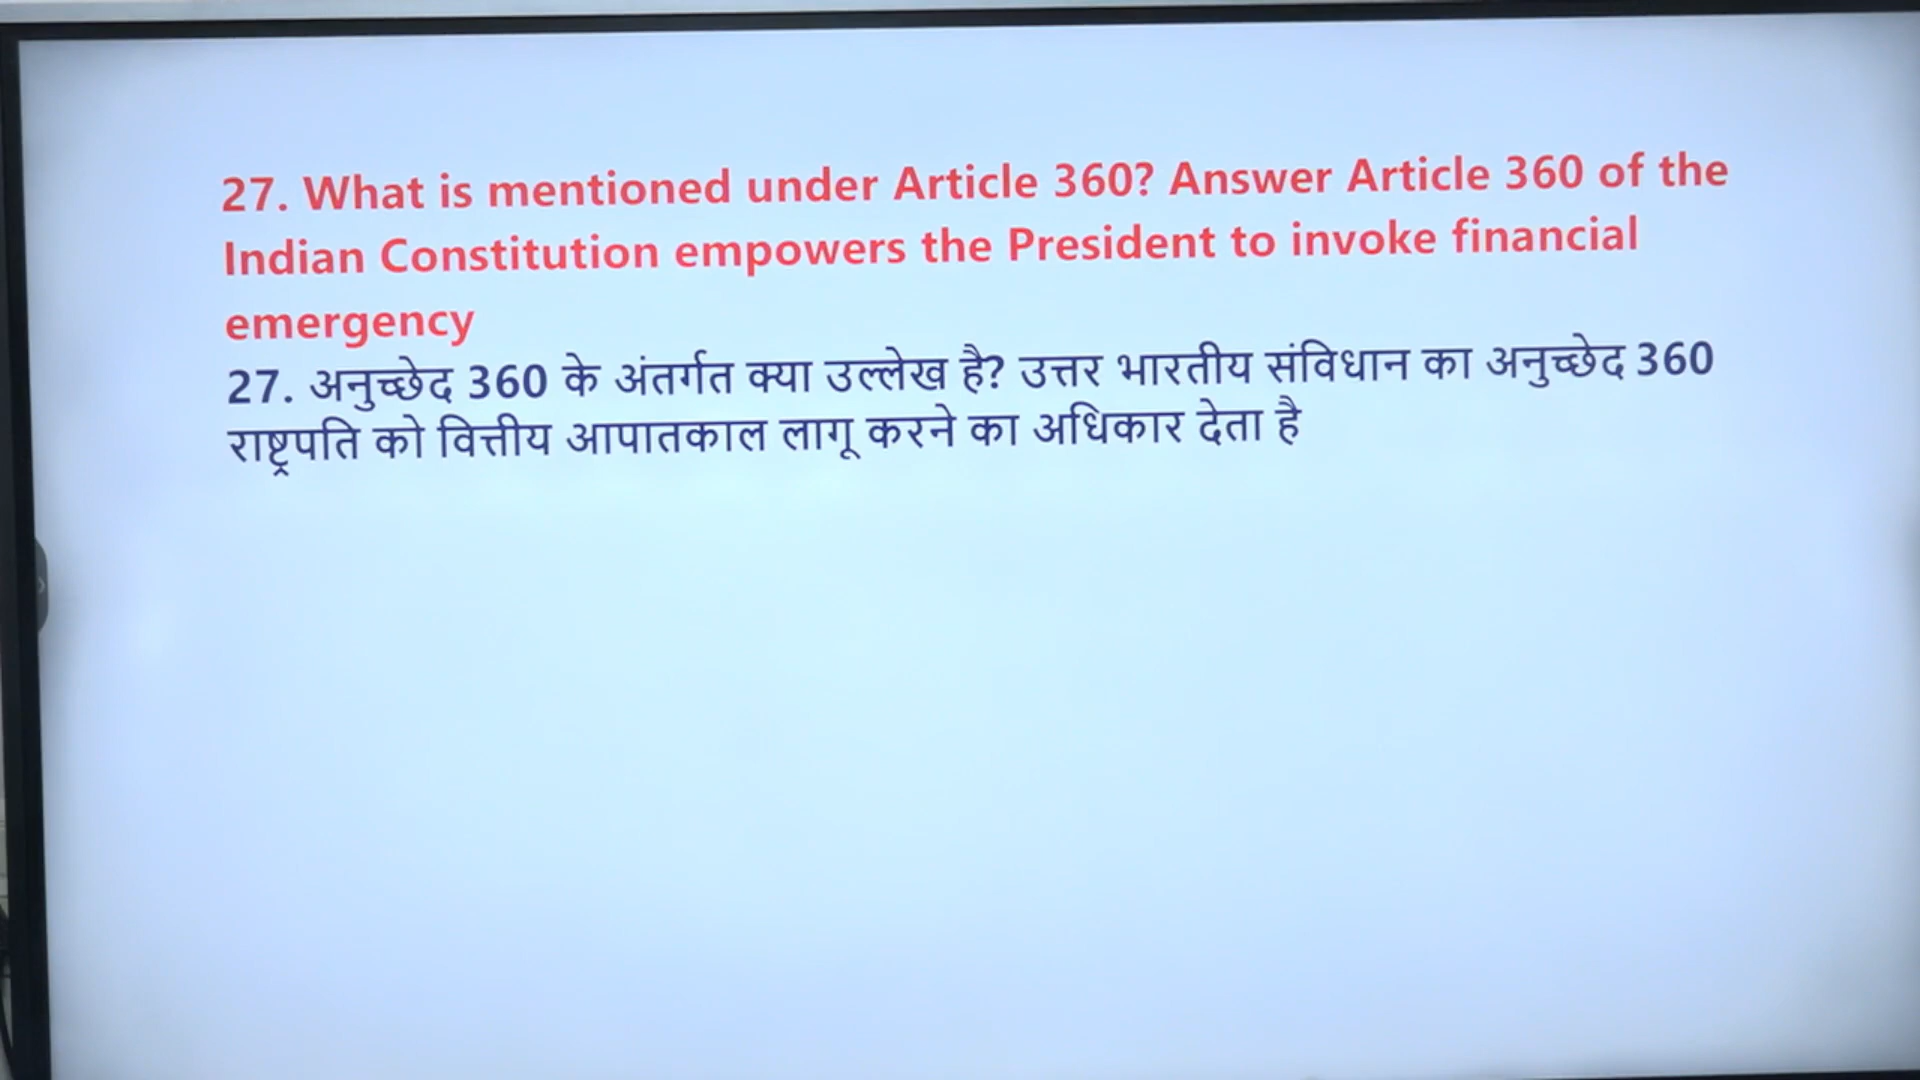 27. What is mentioned under Article 360? Answer Article 360 of the
Indian Constitution empowers the President to invoke financial
emergency
27. अनुच्छेद 360 के अंतर्गत क्या उल्लेख है? उत्तर भारतीय संविधान का अनुच्छेद 360
राष्ट्रपति को वित्तीय आपातकाल लागू करने का अधिकार देता है